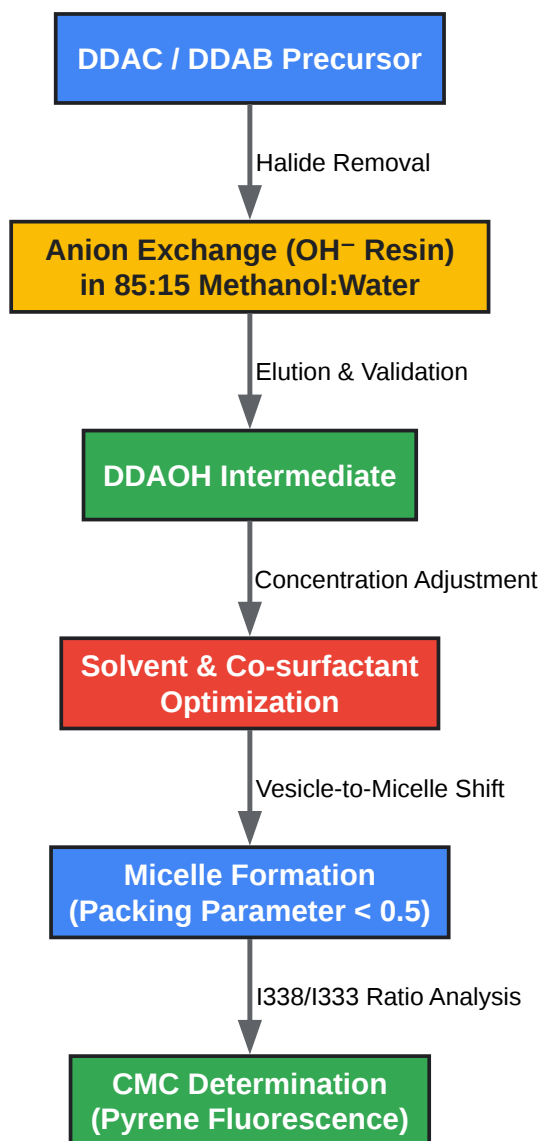 DDAC / DDAB Precursor
Halide Removal
Anion Exchange (OH⁻ Resin)
in 85:15 Methanol:Water
Elution & Validation
DDAOH Intermediate
Concentration Adjustment
Solvent & Co-surfactant
Optimization
Vesicle-to-Micelle Shift
Micelle Formation
(Packing Parameter < 0.5)
I338/I333 Ratio Analysis
CMC Determination
(Pyrene Fluorescence)